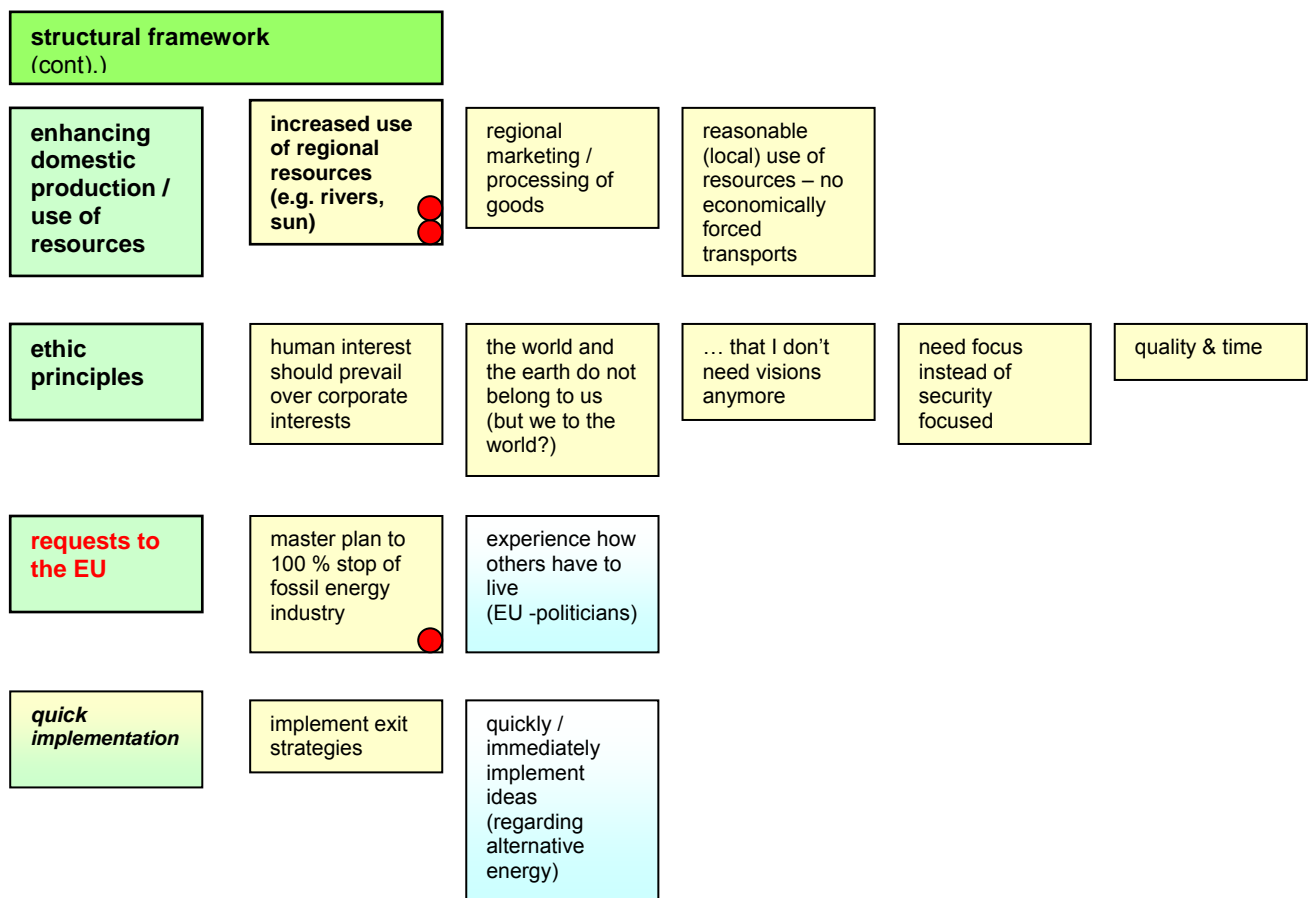 structural framework
(cont).)
enhancing
domestic
production /
use of
resources
increased use
of regional
resources
(e.g. rivers,
sun)
regional
marketing /
processing of
goods
reasonable
(local) use of
resources – no
economically
forced
transports
ethic
principles
human interest
should prevail
over corporate
interests
the world and
the earth do not
belong to us
(but we to the
world?)
… that I don't
need visions
anymore
need focus
instead of
security
focused
quality & time
requests to
the EU
master plan to
100 % stop of
fossil energy
industry
experience how
others have to
live
(EU -politicians)
quick
implementation
implement exit
strategies
quickly /
immediately
implement
ideas
(regarding
alternative
energy)